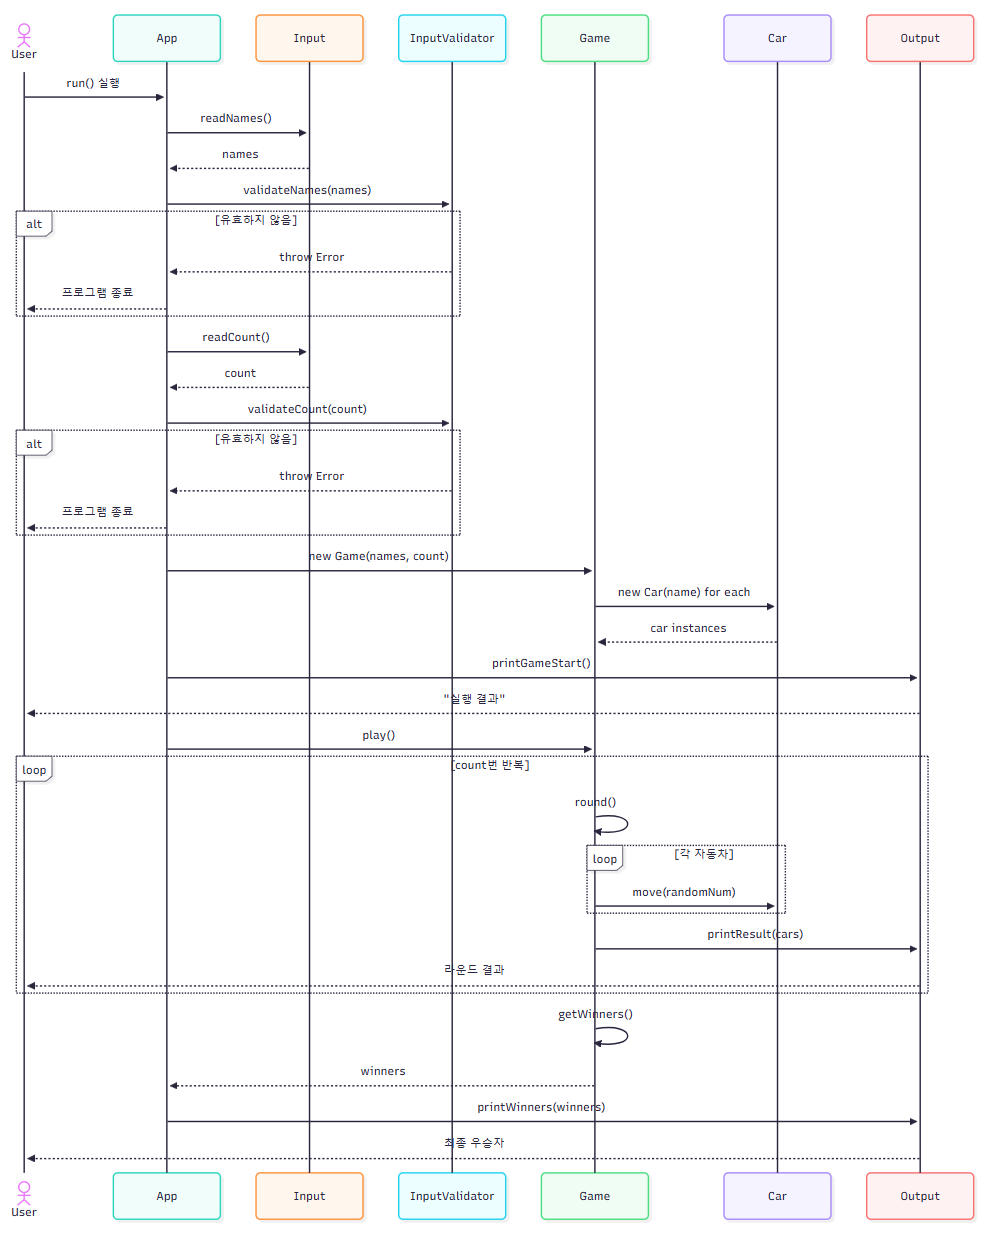 User
App
Input
InputValidator
Game
Car
Output
run() 실행
readNames()
names
validateNames(names)
alt
[유효하지 않음]
throw Error
프로그램 종료
readCount()
count
validateCount(count)
alt
[유효하지 않음]
throw Error
프로그램 종료
new Game(names, count)
new Car(name) for each
car instances
printGameStart()
"실행 결과"
play()
loop
[count번 반복]
round()
loop
[각 자동차]
move(randomNum)
printResult(cars)
라운드 결과
getWinners()
winners
printWinners(winners)
최종 우승자
User
App
Input
InputValidator
Game
Car
Output